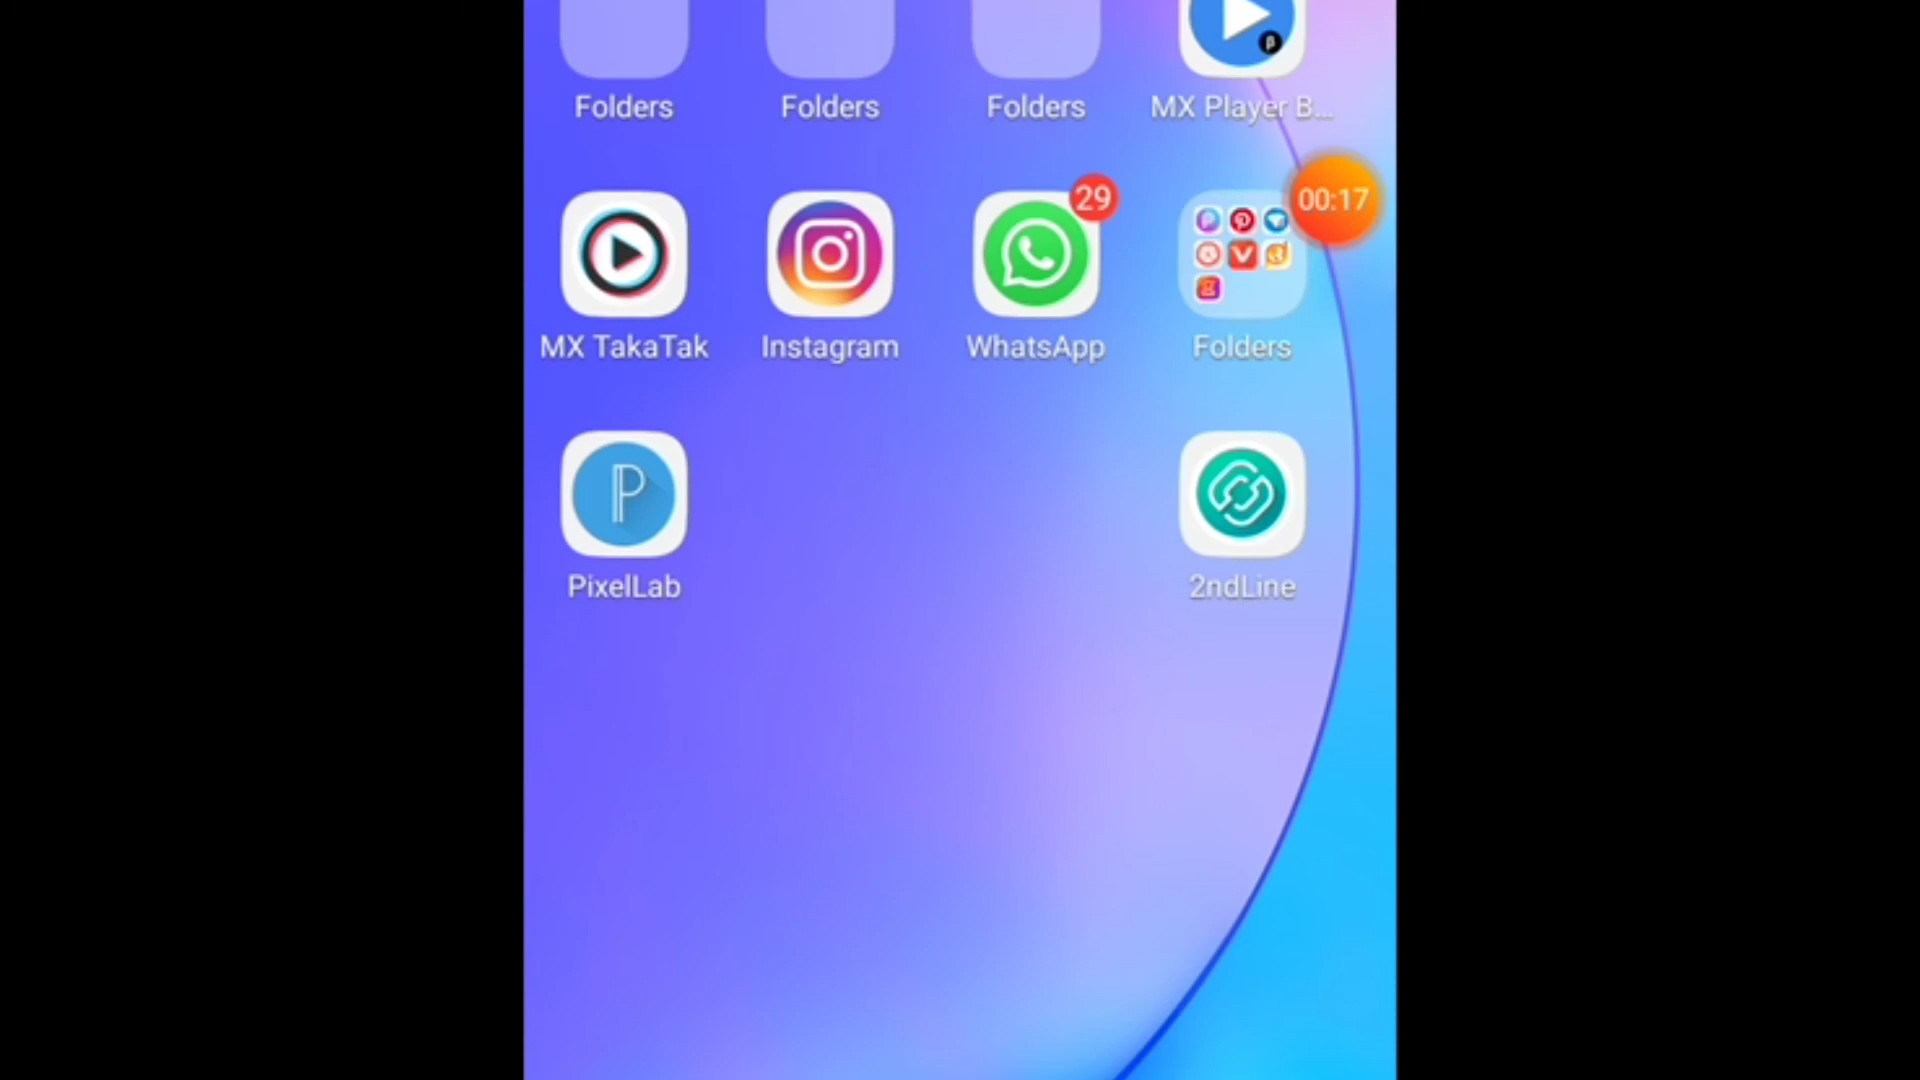 Folders Folders Folders MX Player B...
29
00:17
MX TakaTak Instagram WhatsApp Folders
P
PixelLab 2ndLine